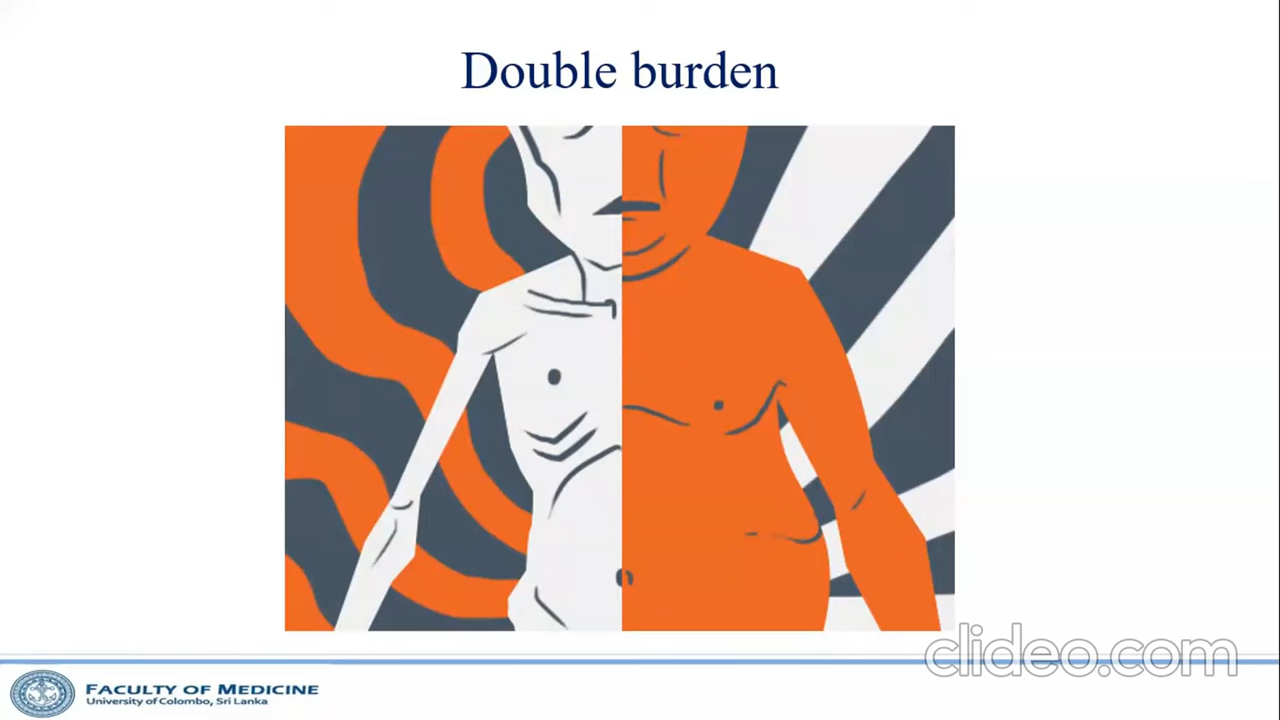 Double burden
clideo.com
FACULTY OF MEDICINE
University of Colombo, Sri Lanka